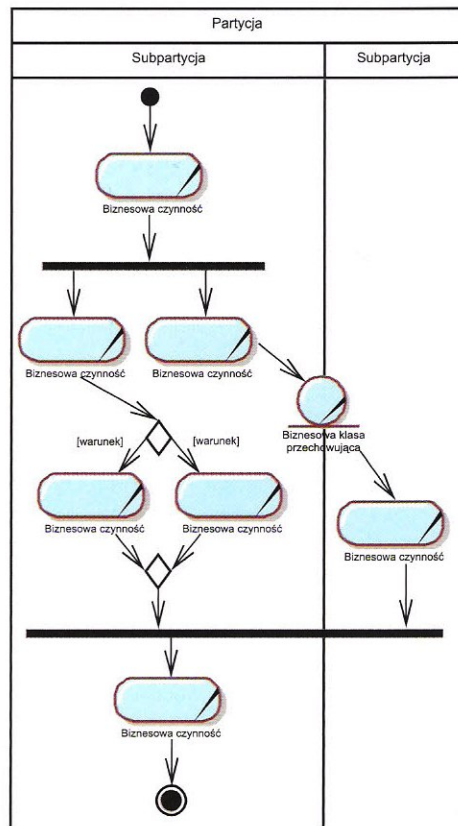 Partycja
Subpartycja
Subpartycja
Biznesowa czynność
Biznesowa czynność
Biznesowa czynność
[warunek]
[warunek]
Biznesowa klasa
przechowująca
Biznesowa czynność
Biznesowa czynność
Biznesowa czynność
Biznesowa czynność